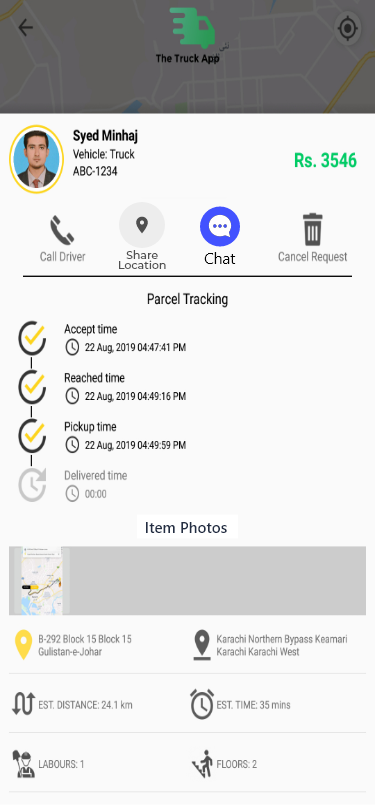 The Truck App
Syed Minhaj
Vehicle: Truck
ABC-1234
Rs. 3546
Call Driver
Share
Location
Chat
Cancel Request
Parcel Tracking
Accept time
22 Aug, 2019 04:47:41 PM
Reached time
22 Aug, 2019 04:49:16 PM
Pickup time
22 Aug, 2019 04:49:59 PM
Delivered time
00:00
Item Photos
B-292 Block 15 Block 15
Gulistan-e-Johar
Karachi Northern Bypass Keamari
Karachi Karachi West
EST. DISTANCE: 24.1 km
EST. TIME: 35 mins
LABOURS: 1
FLOORS: 2